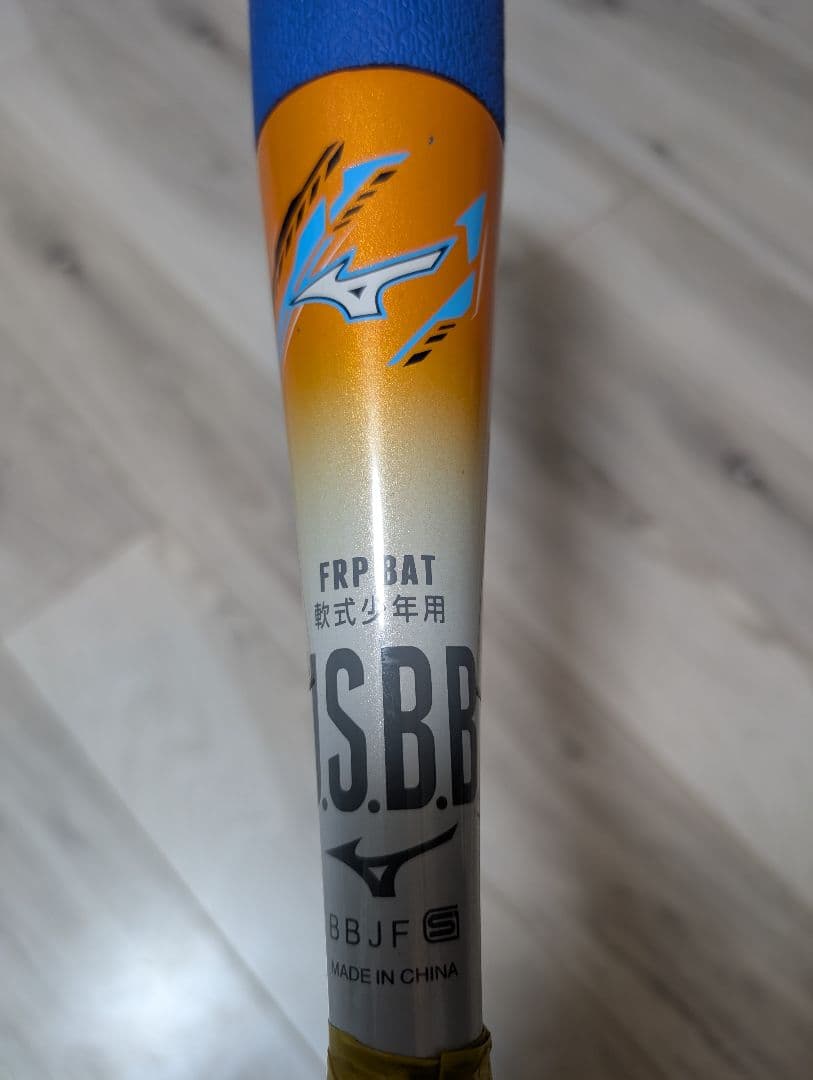 FRP BAT
軟式少年用
J.S.B.B
BBJF S
MADE IN CHINA